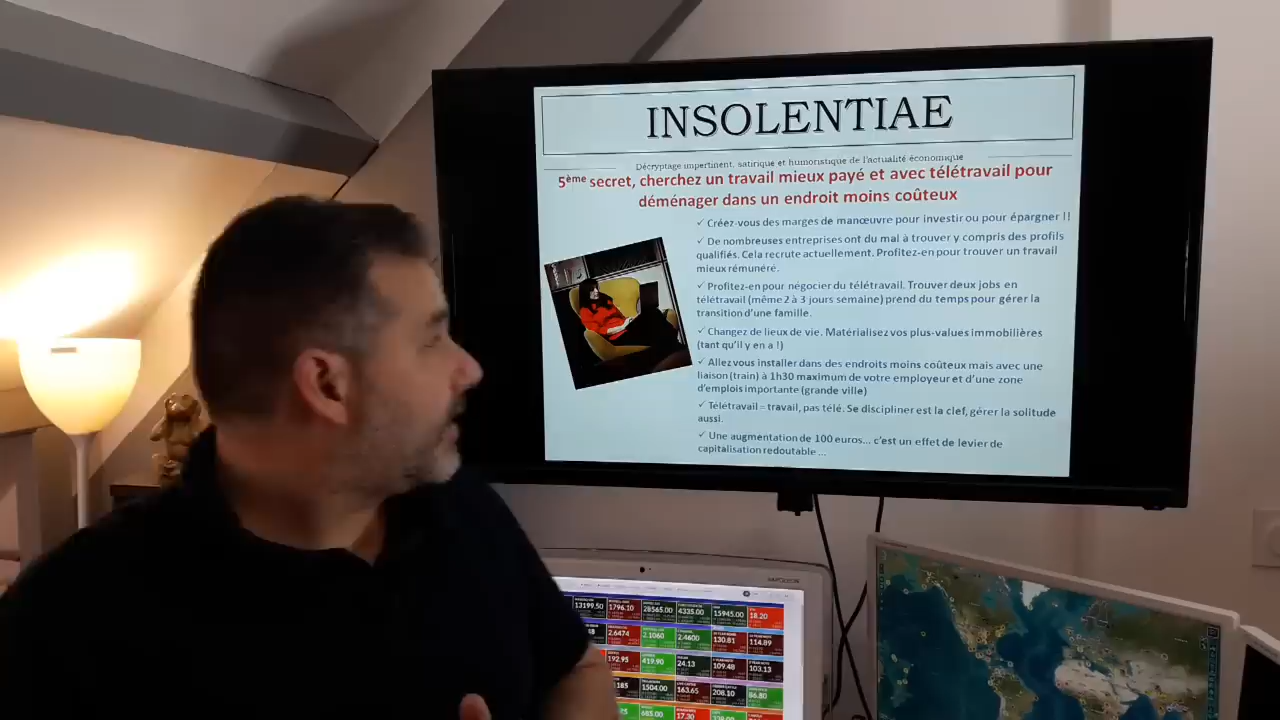 INSOLENTIAE
Décryptage impertinent, satirique et humoristique de l'actualité économique
5ème secret, cherchez un travail mieux payé et avec télétravail pour
déménager dans un endroit moins coûteux
✓ Créez-vous des marges de manœuvre pour investir ou pour épargner !!
✓ De nombreuses entreprises ont du mal à trouver y compris des profils
qualifiés. Cela recrute actuellement. Profitez-en pour trouver un travail
mieux rémunéré.
✓ Profitez-en pour négocier du télétravail. Trouver deux jobs en
télétravail (même 2 à 3 jours semaine) prend du temps pour gérer la
transition d'une famille.
✓ Changez de lieux de vie. Matérialisez vos plus-values immobilières
(tant qu'il y en a !)
✓ Allez vous installer dans des endroits moins coûteux mais avec une
liaison (train) à 1h30 maximum de votre employeur et d'une zone
d'emplois importante (grande ville)
✓ Télétravail = travail, pas télé. Se discipliner est la clef, gérer la solitude
aussi.
✓ Une augmentation de 100 euros... c'est un effet de levier de
capitalisation redoutable ...
13199.50 1796.10 28565.00 4335.00 15945.00 18.20
2.6474 2.1060 2.4600 130.81 114.89
192.95 419.90 24.13 109.48 103.13
1504.00 163.65 208.10 86.80
665.00 17.30